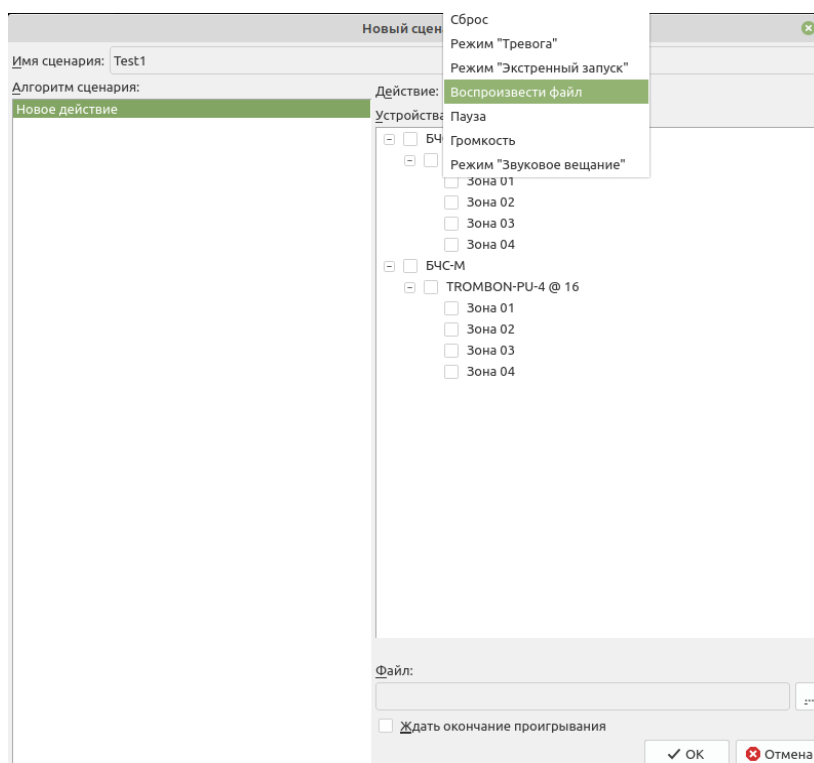 Новый сцен
Имя сценария: Test1
Алгоритм сценария:
Новое действие
Действие:
Сброс
Режим "Тревога"
Режим "Экстренный запуск"
Воспроизвести файл
Пауза
Громкость
Режим "Звуковое вещание"
Устройства
БЧ
Зона 01
Зона 02
Зона 03
Зона 04
БЧС-М
TROMBON-PU-4 @ 16
Зона 01
Зона 02
Зона 03
Зона 04
Файл:
...
Ждать окончание проигрывания
ОК
Отмена